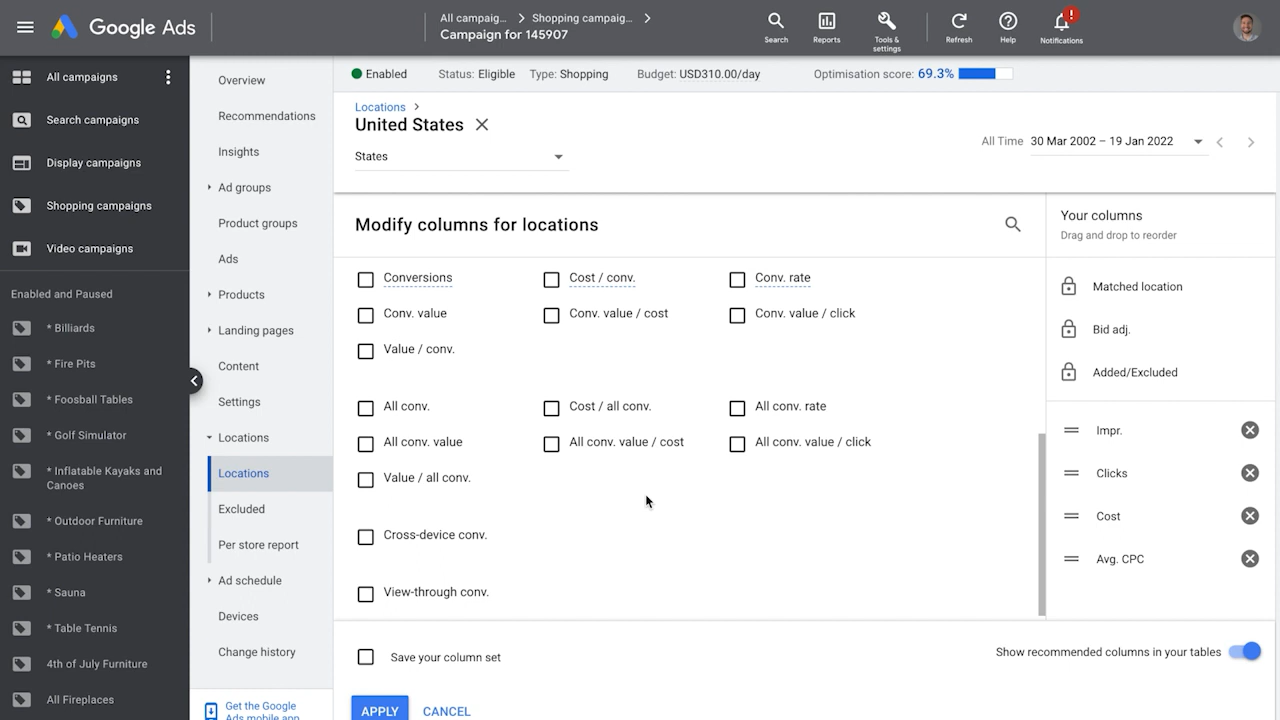 Google Ads
All campaig... > Shopping campaig... >
Campaign for 145907
Search
Reports
Tools & settings
Refresh
Help
!
Notifications
All campaigns
Search campaigns
Display campaigns
Shopping campaigns
Video campaigns
Enabled and Paused
* Billiards
* Fire Pits
* Foosball Tables
* Golf Simulator
* Inflatable Kayaks and
Canoes
* Outdoor Furniture
* Patio Heaters
* Sauna
* Table Tennis
4th of July Furniture
All Fireplaces
Overview
Recommendations
Insights
Ad groups
Product groups
Ads
Products
Landing pages
Content
Settings
Locations
Locations
Excluded
Per store report
Ad schedule
Devices
Change history
Get the Google
Ads mobile app
Enabled Status: Eligible Type: Shopping Budget: USD310.00/day Optimisation score: 69.3%
Locations >
United States
States
All Time 30 Mar 2002 – 19 Jan 2022
Modify columns for locations
Conversions Cost / conv. Conv. rate
Conv. value Conv. value / cost Conv. value / click
Value / conv.
All conv. Cost / all conv. All conv. rate
All conv. value All conv. value / cost All conv. value / click
Value / all conv.
Cross-device conv.
View-through conv.
Your columns
Drag and drop to reorder
Matched location
Bid adj.
Added/Excluded
Impr.
Clicks
Cost
Avg. CPC
Save your column set
Show recommended columns in your tables
APPLY CANCEL